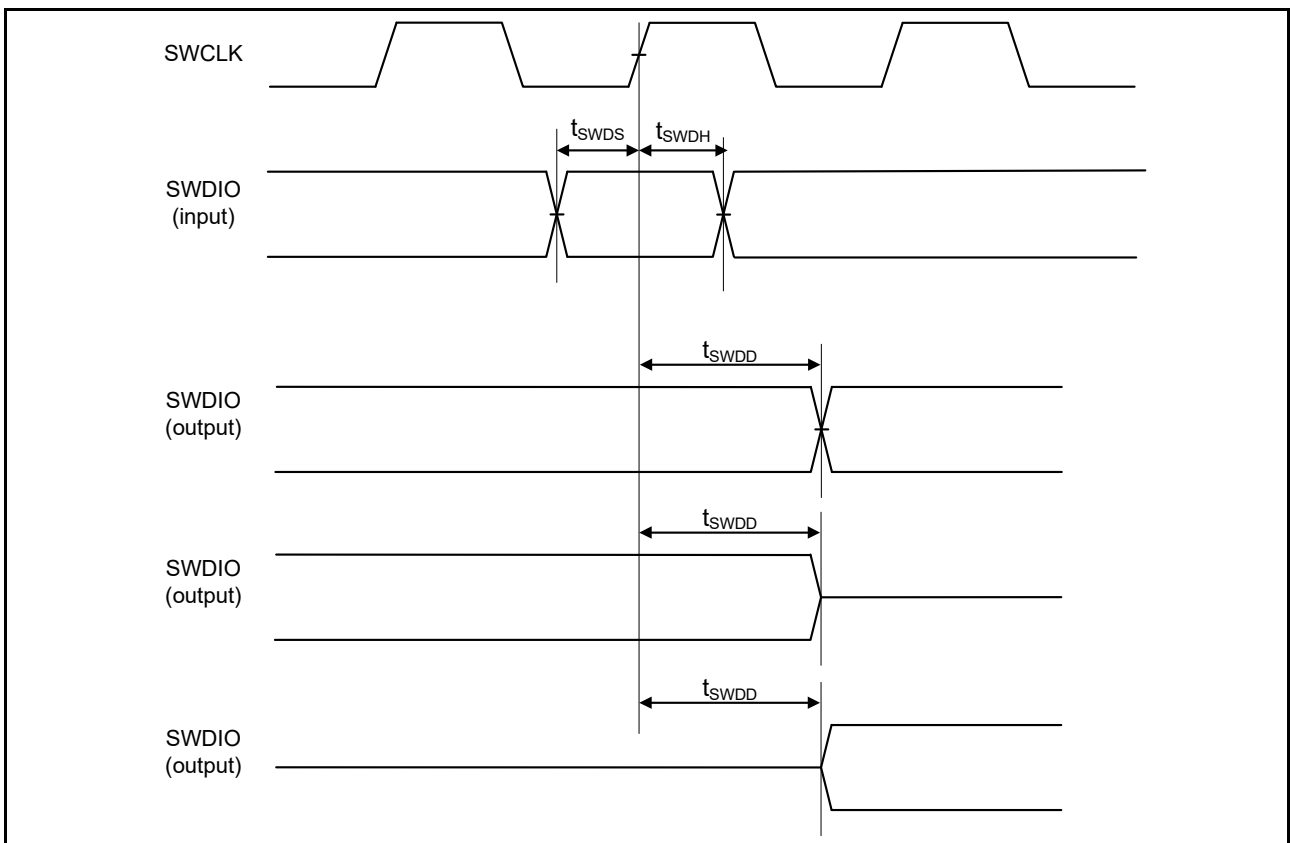 SWCLK
tSWDS
tSWDH
SWDIO
(input)
tSWDD
SWDIO
(output)
tSWDD
SWDIO
(output)
tSWDD
SWDIO
(output)